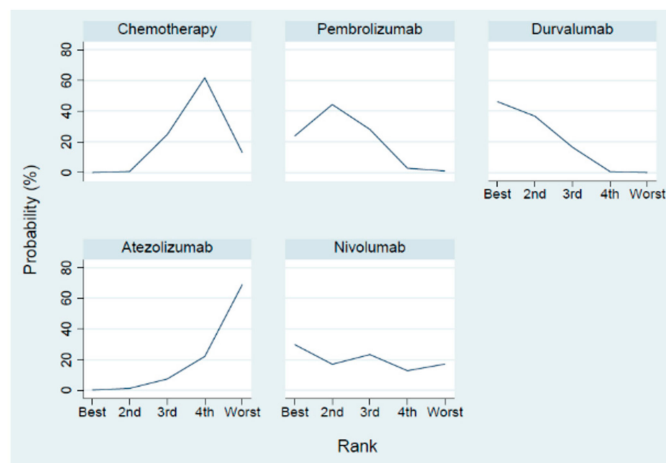 Chemotherapy Pembrolizumab Durvalumab
80
60
40
20
0
Best 2nd 3rd 4th Worst
Probability (%)
Atezolizumab Nivolumab
80
60
40
20
0
Best 2nd 3rd 4th Worst Best 2nd 3rd 4th Worst
Rank